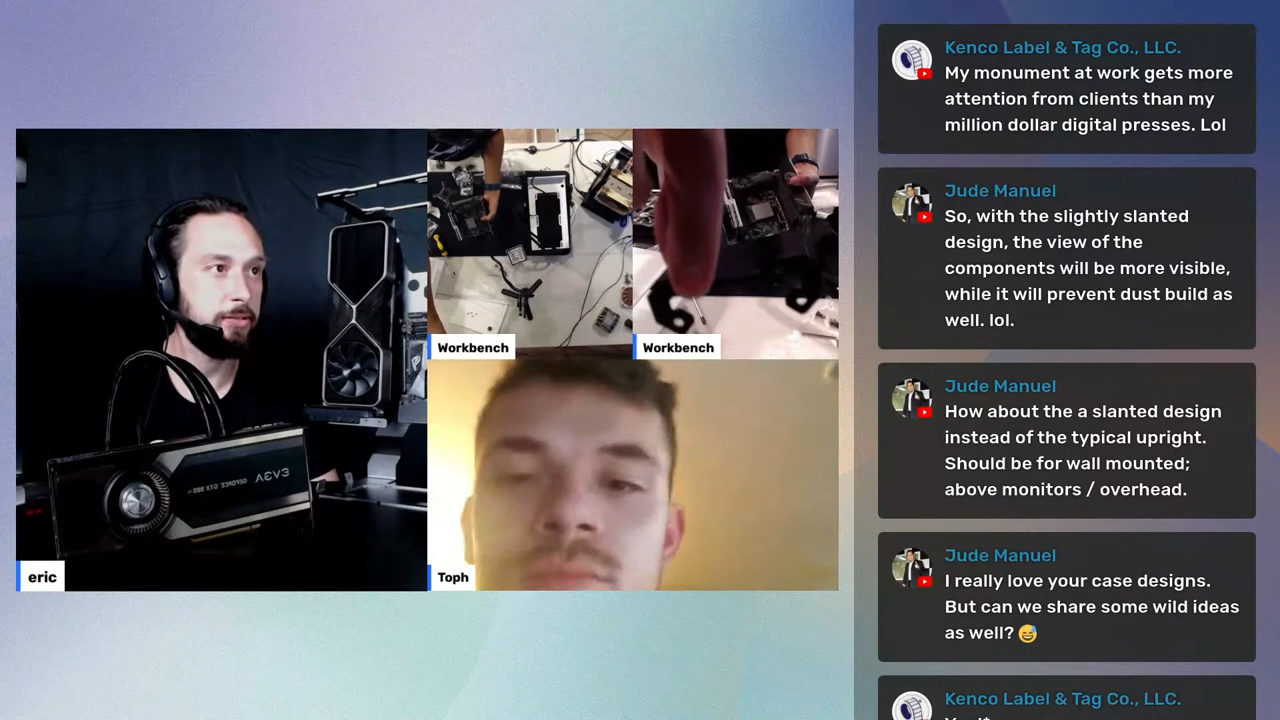 Kenco Label & Tag Co., LLC.
My monument at work gets more
attention from clients than my
million dollar digital presses. Lol
Jude Manuel
So, with the slightly slanted
design, the view of the
components will be more visible,
while it will prevent dust build as
well. lol.
Jude Manuel
How about the a slanted design
instead of the typical upright.
Should be for wall mounted;
above monitors / overhead.
Jude Manuel
I really love your case designs.
But can we share some wild ideas
as well? 😅
Kenco Label & Tag Co., LLC.
Workbench
Workbench
EVGA
GEFORCE GTX 980 Ti
eric
Toph